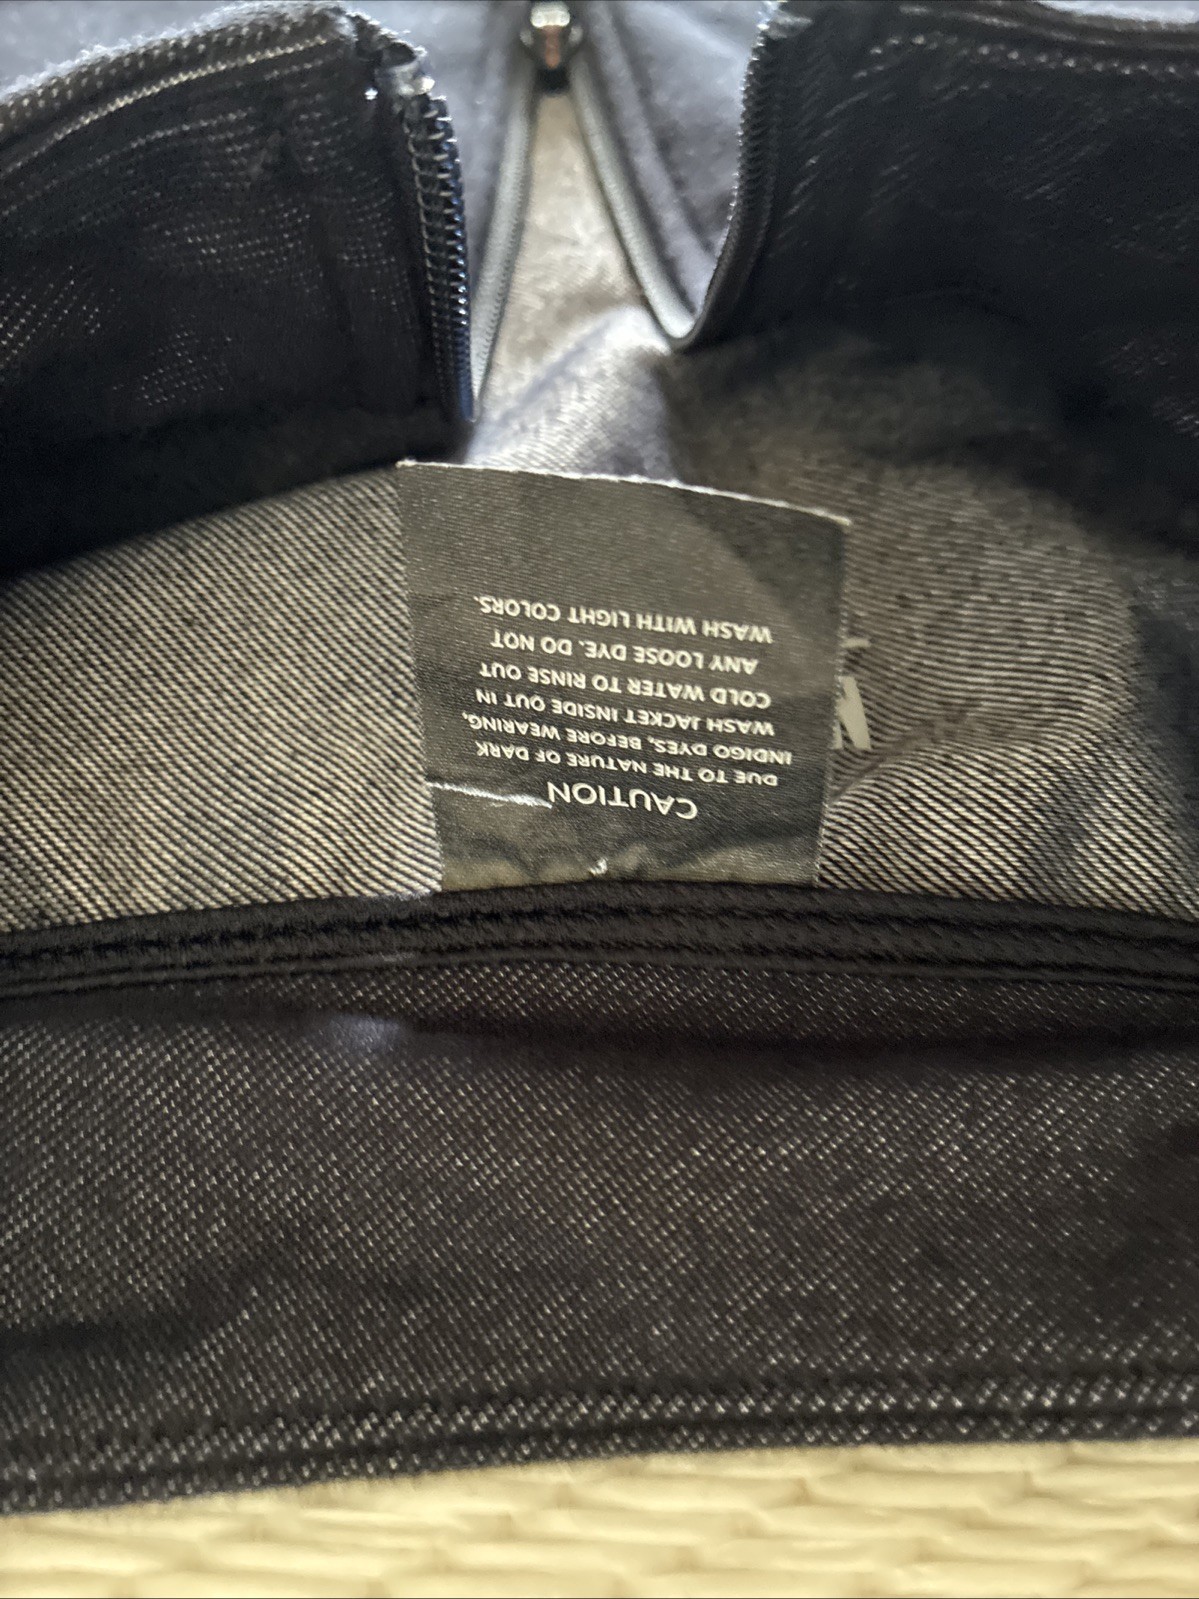 CAUTION
DUE TO THE NATURE OF DARK
INDIGO DYES, BEFORE WEARING,
WASH JACKET INSIDE OUT IN
COLD WATER TO RINSE OUT
ANY LOOSE DYE. DO NOT
WASH WITH LIGHT COLORS.